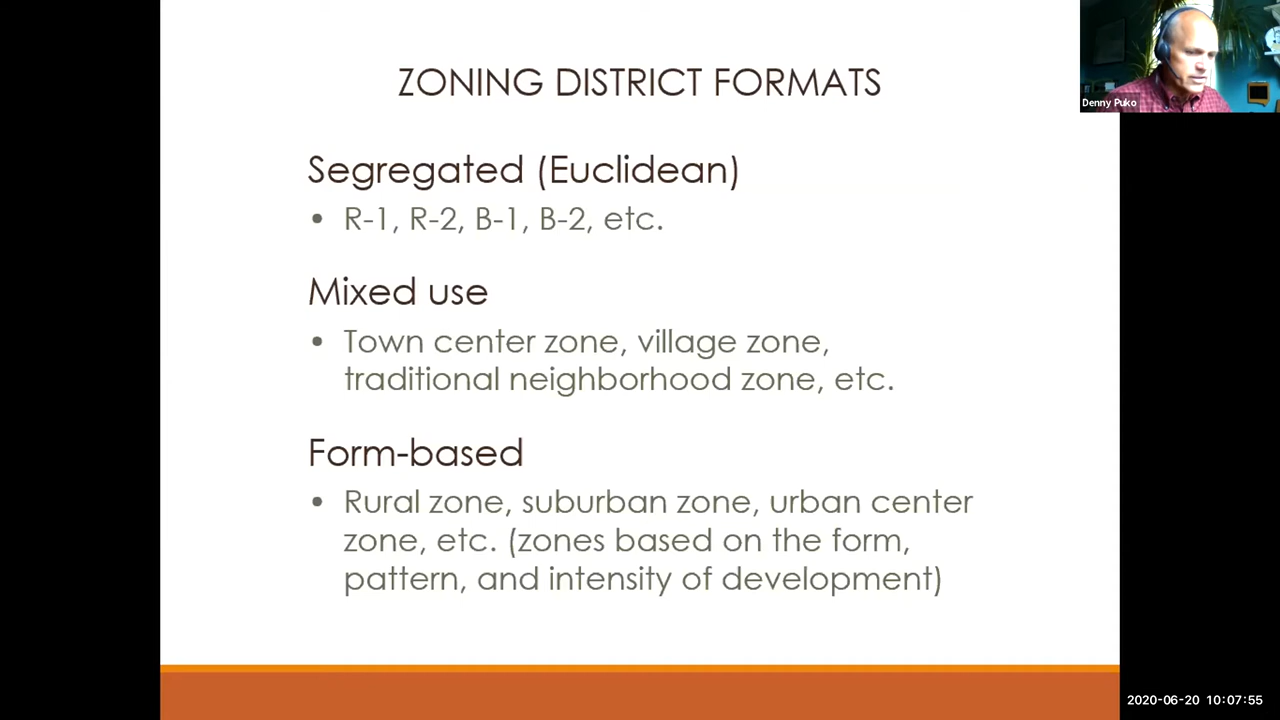 ZONING DISTRICT FORMATS
Denny Puko
Segregated (Euclidean)
• R-1, R-2, B-1, B-2, etc.
Mixed use
• Town center zone, village zone,
traditional neighborhood zone, etc.
Form-based
• Rural zone, suburban zone, urban center
zone, etc. (zones based on the form,
pattern, and intensity of development)
2020-06-20 10:07:55